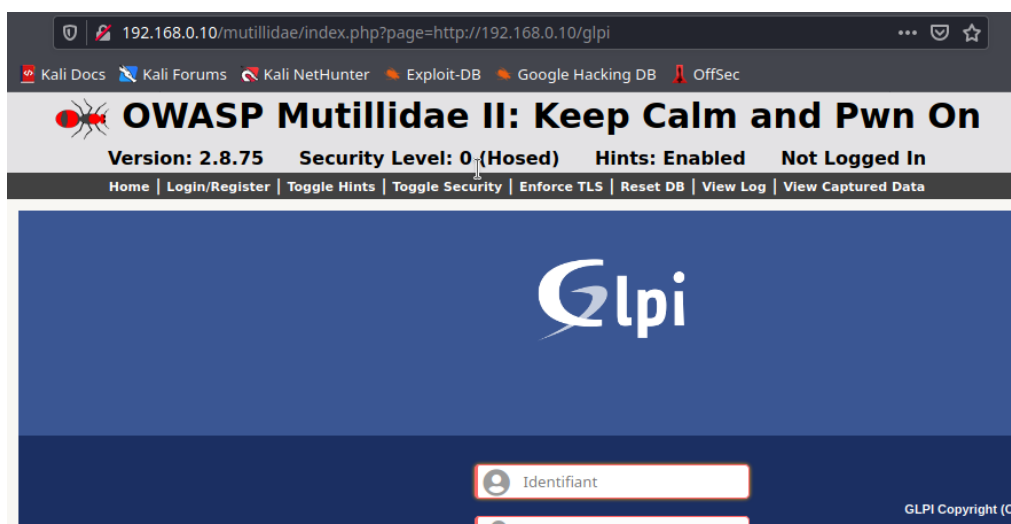 192.168.0.10/mutillidae/index.php?page=http://192.168.0.10/glpi
Kali Docs Kali Forums Kali NetHunter Exploit-DB Google Hacking DB OffSec
OWASP Mutillidae II: Keep Calm and Pwn On
Version: 2.8.75 Security Level: 0 (Hosed) Hints: Enabled Not Logged In
Home | Login/Register | Toggle Hints | Toggle Security | Enforce TLS | Reset DB | View Log | View Captured Data
Glpi
Identifiant
GLPI Copyright (C